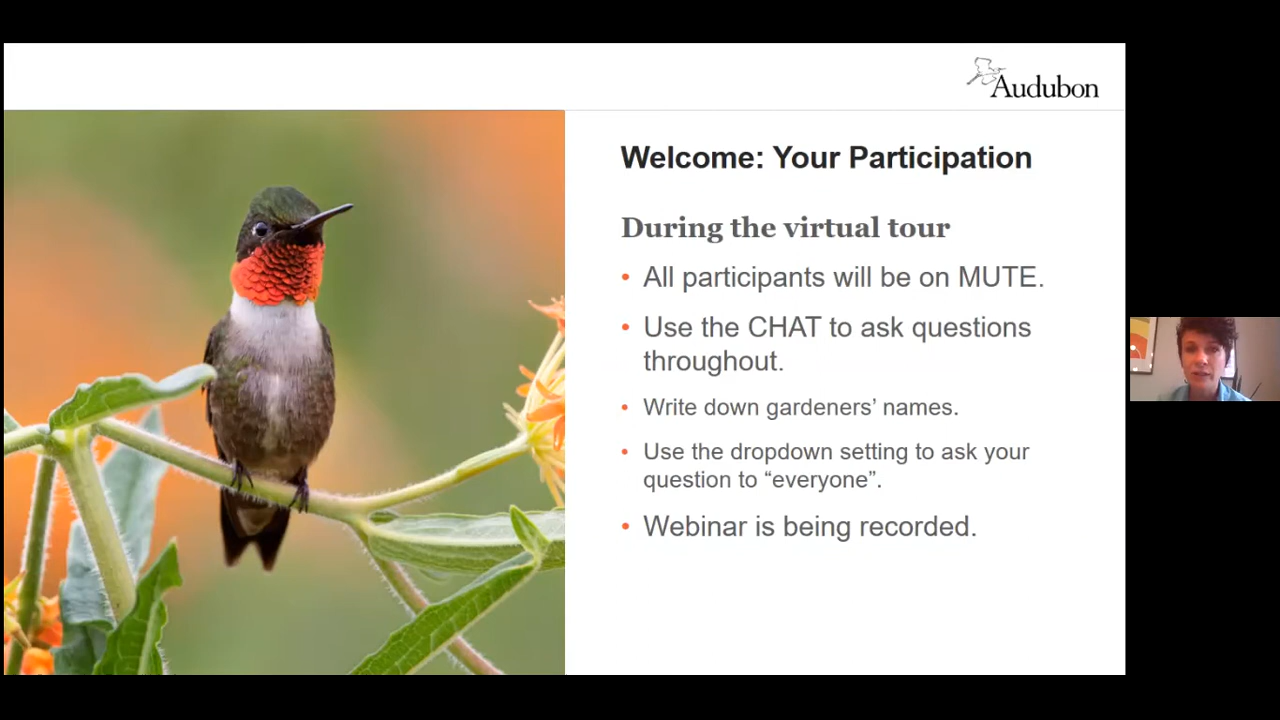 Audubon
Welcome: Your Participation
During the virtual tour
• All participants will be on MUTE.
• Use the CHAT to ask questions
throughout.
• Write down gardeners’ names.
• Use the dropdown setting to ask your
question to “everyone”.
• Webinar is being recorded.